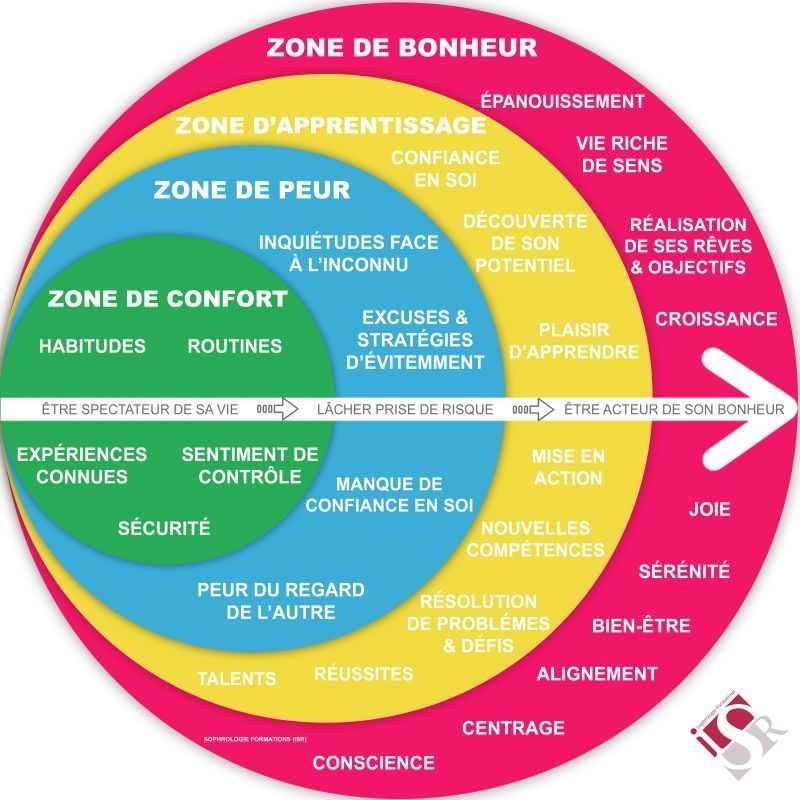 ZONE DE BONHEUR
ÉPANOUISSEMENT
VIE RICHE
DE SENS
RÉALISATION
DE SES RÊVES
& OBJECTIFS
CROISSANCE
ZONE D'APPRENTISSAGE
CONFIANCE
EN SOI
DÉCOUVERTE
DE SON
POTENTIEL
PLAISIR
D'APPRENDRE
ZONE DE PEUR
INQUIÉTUDES FACE
À L'INCONNU
EXCUSES &
STRATÉGIES
D'ÉVITEMMENT
ZONE DE CONFORT
HABITUDES
ROUTINES
ÊTRE SPECTATEUR DE SA VIE
LÂCHER PRISE DE RISQUE
ÊTRE ACTEUR DE SON BONHEUR
EXPÉRIENCES
CONNUES
SENTIMENT DE
CONTRÔLE
SÉCURITÉ
MANQUE DE
CONFIANCE EN SOI
PEUR DU REGARD
DE L'AUTRE
MISE EN
ACTION
NOUVELLES
COMPÉTENCES
RÉSOLUTION
DE PROBLÈMES
& DÉFIS
RÉUSSITES
TALENTS
JOIE
SÉRÉNITÉ
BIEN-ÊTRE
ALIGNEMENT
CENTRAGE
CONSCIENCE
SOPHROLOGIE FORMATIONS (ISR)
Sophrologie Formations
iSR